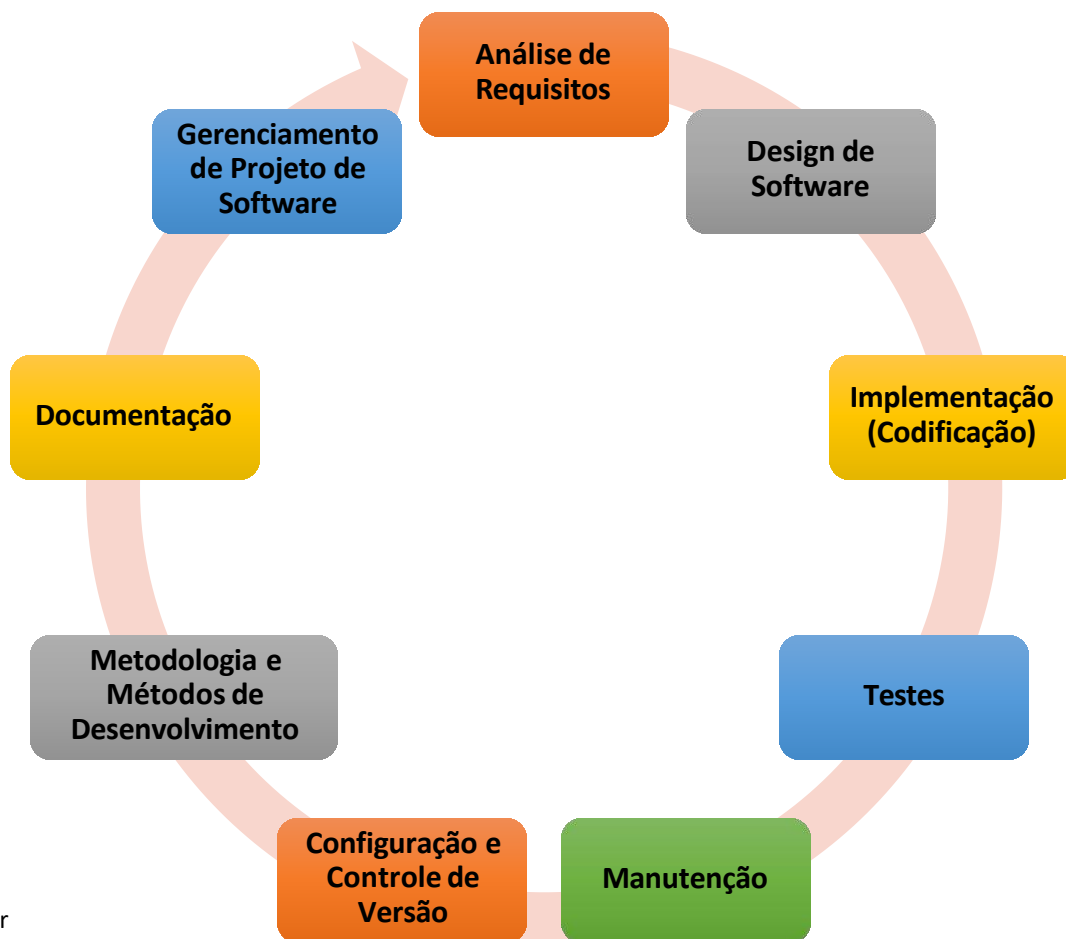 Análise de
Requisitos
Design de
Software
Implementação
(Codificação)
Testes
Manutenção
Configuração e
Controle de
Versão
Metodologia e
Métodos de
Desenvolvimento
Documentação
Gerenciamento
de Projeto de
Software
r